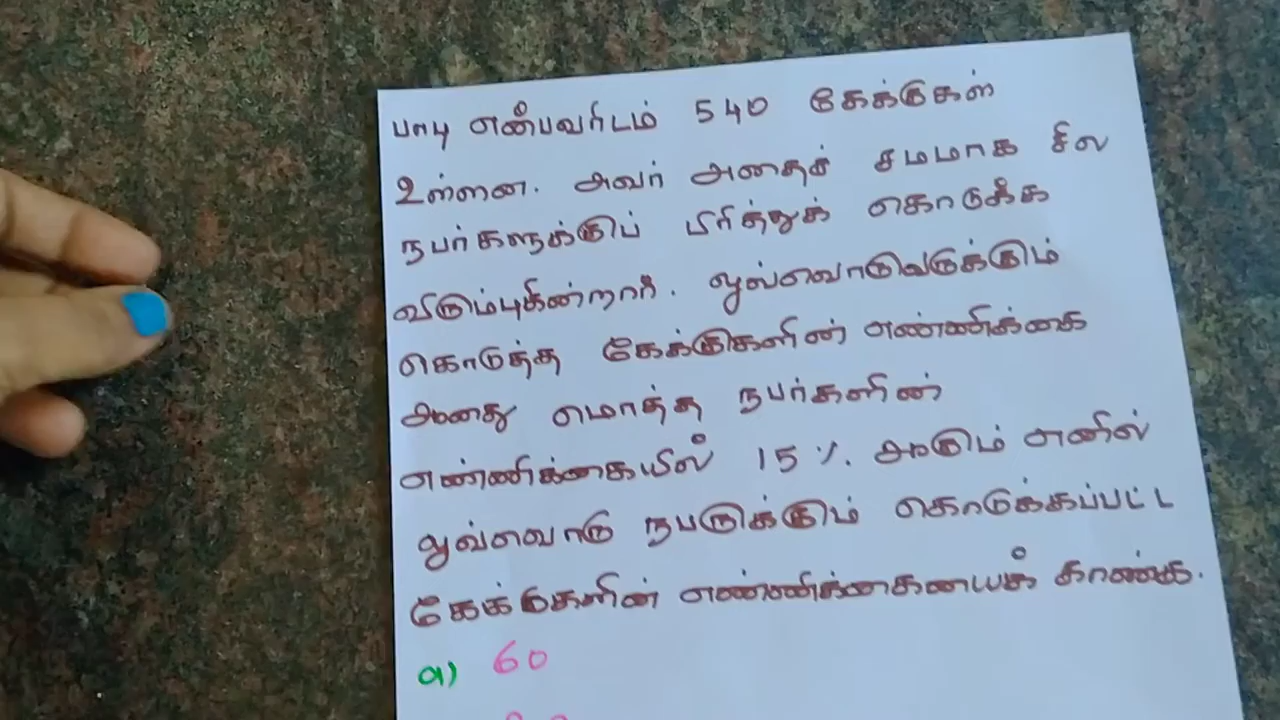 பாடி என்பவரிடம் 540 கேக்குகள்
உள்ளன. அவர் அதைச் சமமாக சில
நபர்களுக்குப் பிரித்துக் கொடுக்க
விரும்புகின்றார். ஒவ்வொருவருக்கும்
கொடுத்த கேக்குகளின் எண்ணிக்கை
ஆனது மொத்த நபர்களின்
எண்ணிக்கையில் 15 %. ஆகும் எனில்
ஒவ்வொரு நபருக்கும் கொடுக்கப்பட்ட
கேக்குகளின் எண்ணிக்கையைக் காண்க.
a) 60